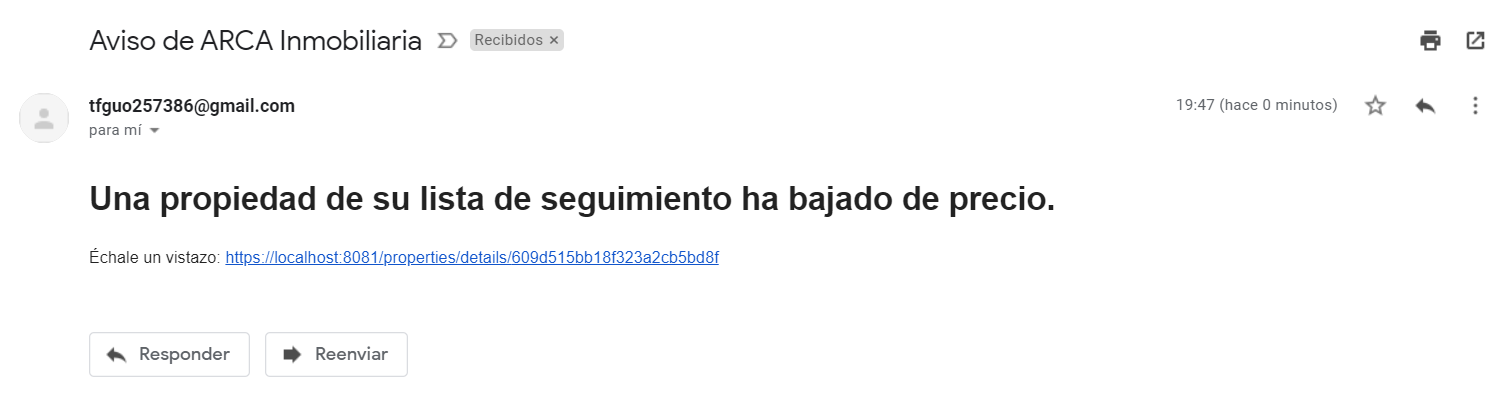 Aviso de ARCA Inmobiliaria Recibidos ×
tfguo257386@gmail.com 19:47 (hace 0 minutos)
para mí
Una propiedad de su lista de seguimiento ha bajado de precio.
Échale un vistazo: https://localhost:8081/properties/details/609d515bb18f323a2cb5bd8f
Responder Reenviar